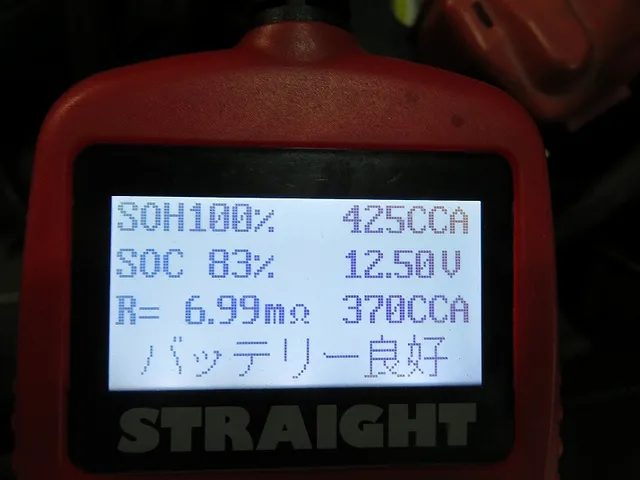 SOH100% 425CCA
SOC 83% 12.50V
R= 6.99mΩ 370CCA
バッテリー良好
STRAIGHT